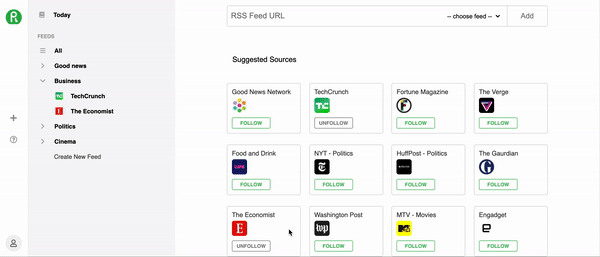 Today
FEEDS
All
Good news
Business
TechCrunch
The Economist
Politics
Cinema
Create New Feed
RSS Feed URL
-- choose feed --
Add
Suggested Sources
Good News Network
FOLLOW
TechCrunch
UNFOLLOW
Fortune Magazine
FOLLOW
The Verge
FOLLOW
Food and Drink
FOLLOW
NYT - Politics
FOLLOW
HuffPost - Politics
FOLLOW
The Gaurdian
FOLLOW
The Economist
UNFOLLOW
Washington Post
FOLLOW
MTV - Movies
FOLLOW
Engadget
FOLLOW